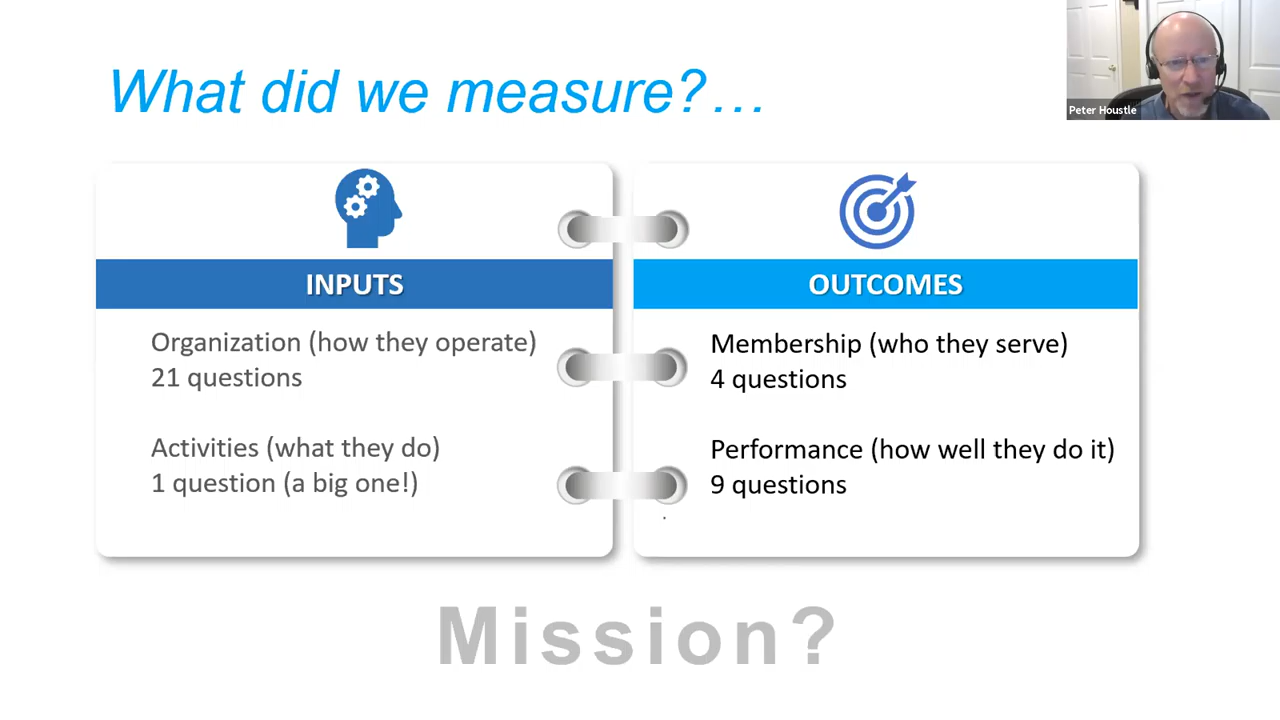 What did we measure?…
Peter Houstle
INPUTS
Organization (how they operate)
21 questions
Activities (what they do)
1 question (a big one!)
OUTCOMES
Membership (who they serve)
4 questions
Performance (how well they do it)
9 questions
Mission?